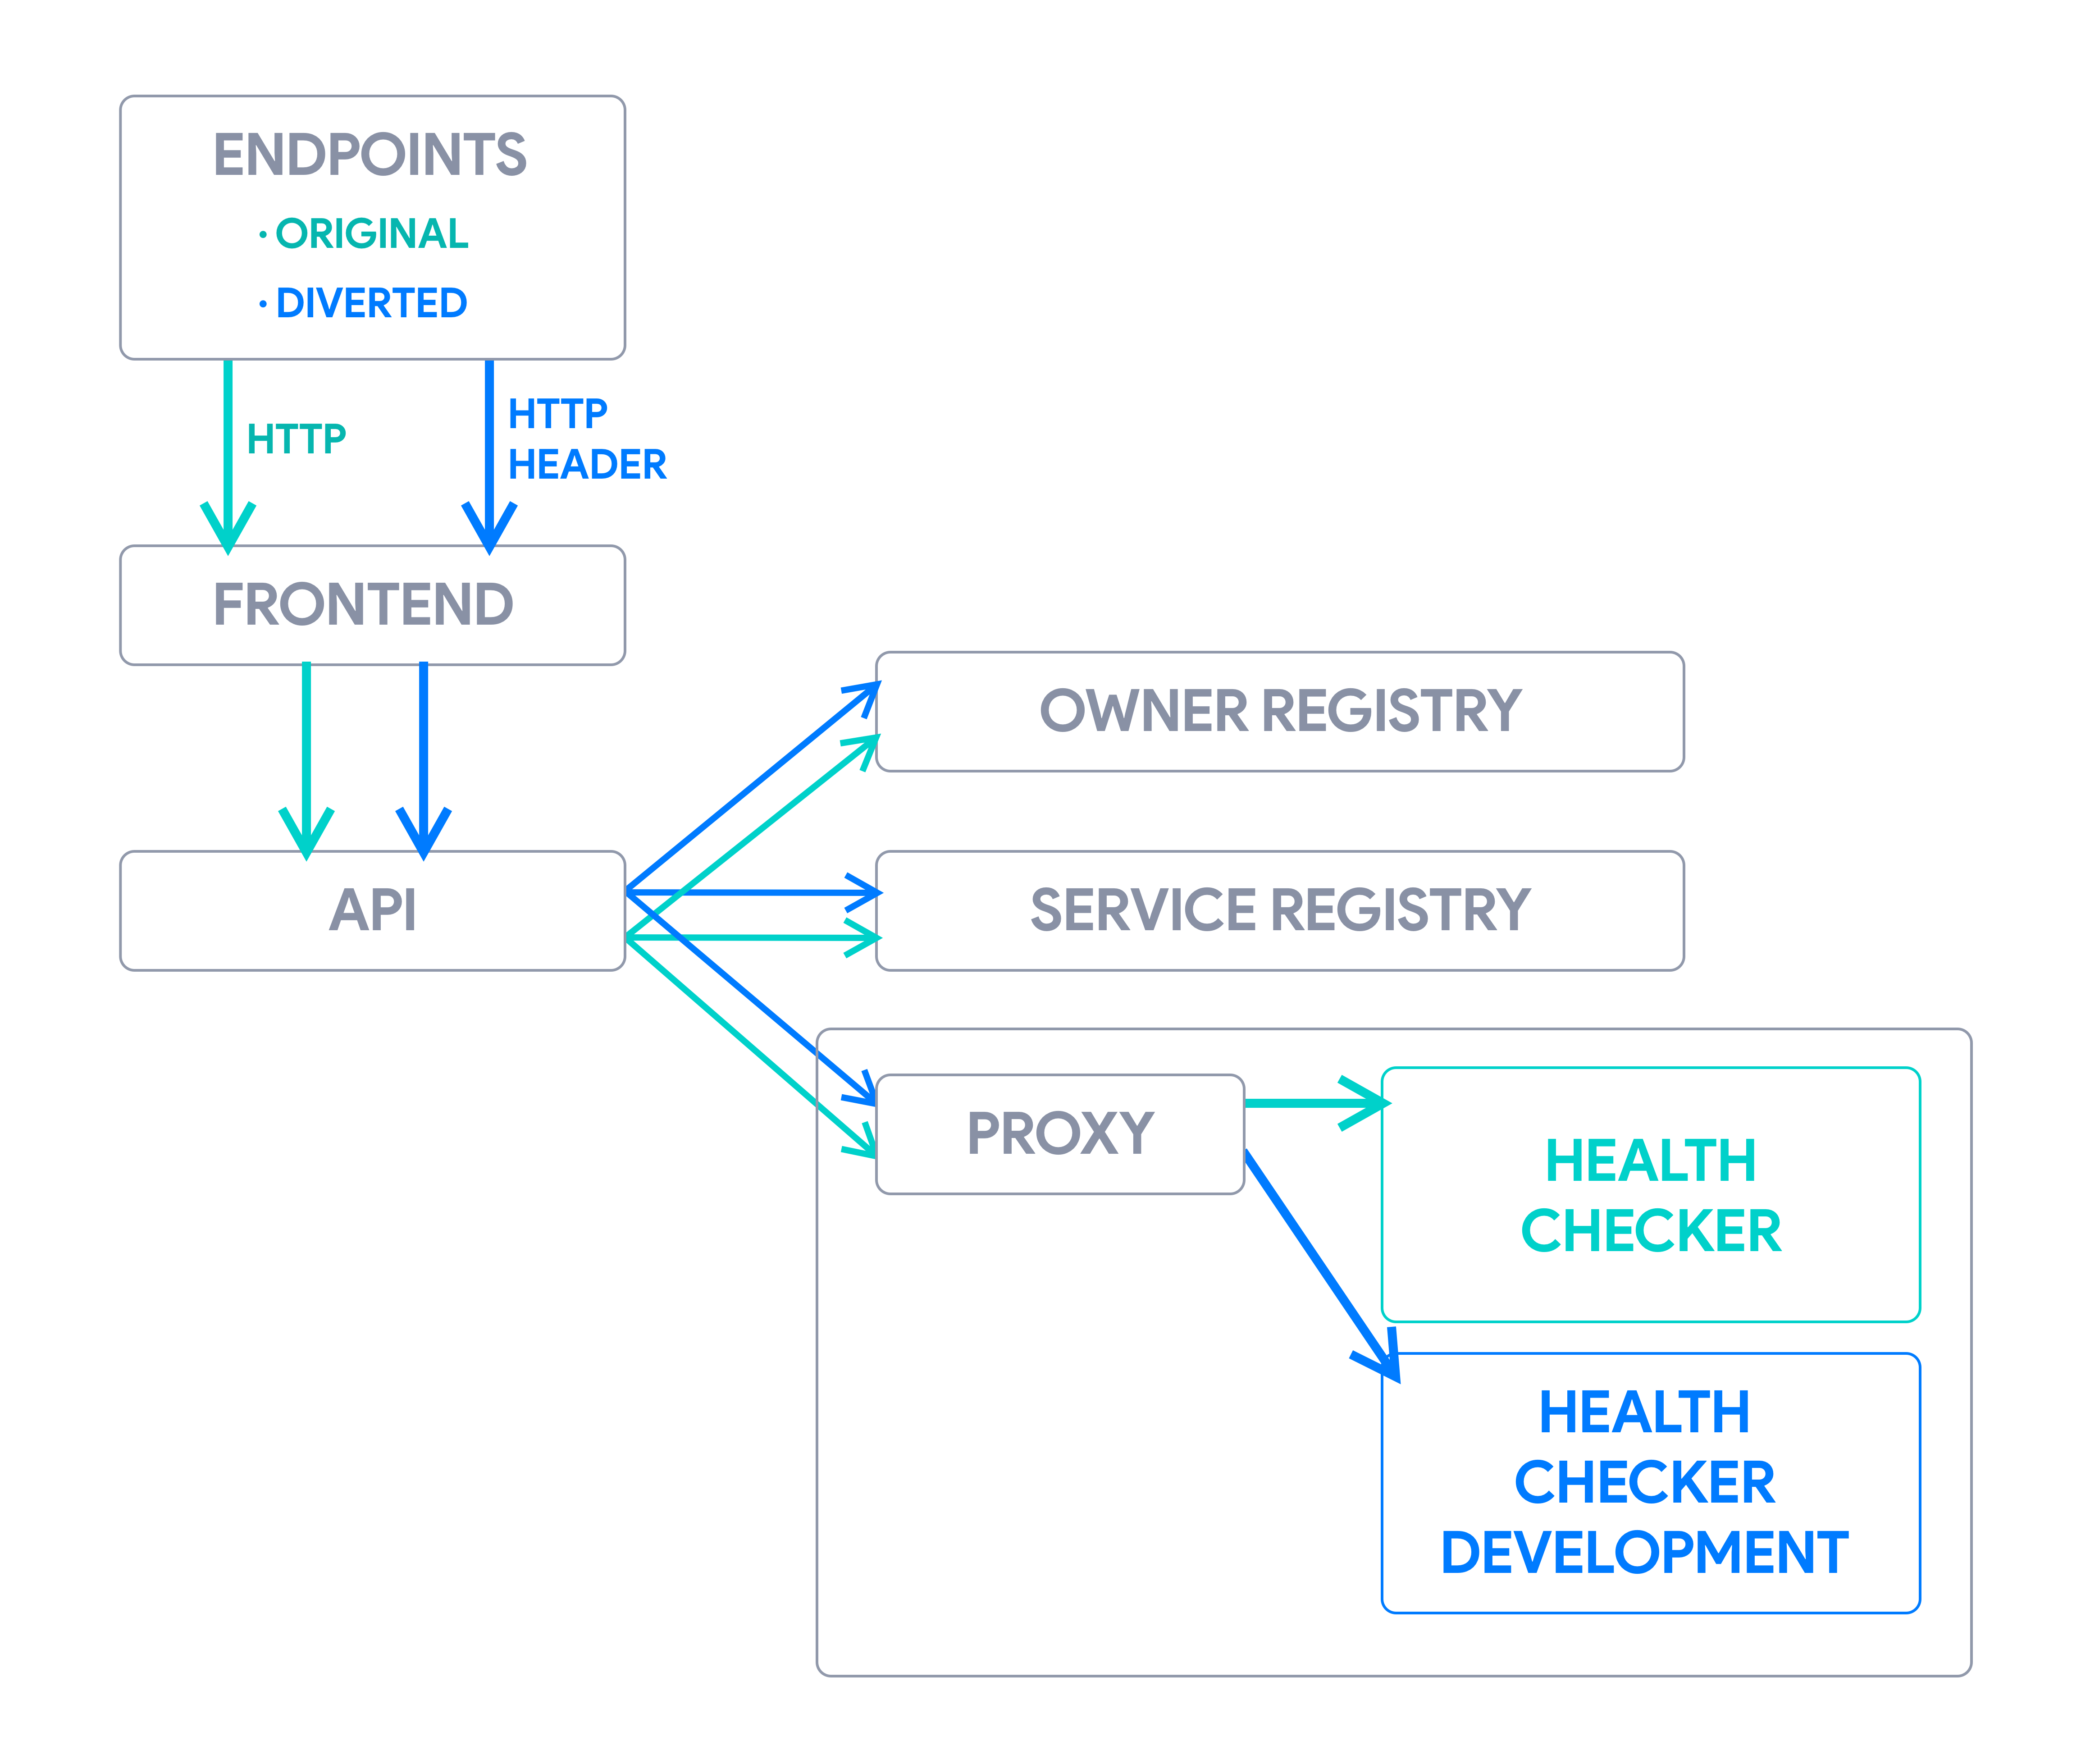 ENDPOINTS
• ORIGINAL
• DIVERTED
HTTP
HTTP
HEADER
FRONTEND
API
OWNER REGISTRY
SERVICE REGISTRY
PROXY
HEALTH
CHECKER
HEALTH
CHECKER
DEVELOPMENT